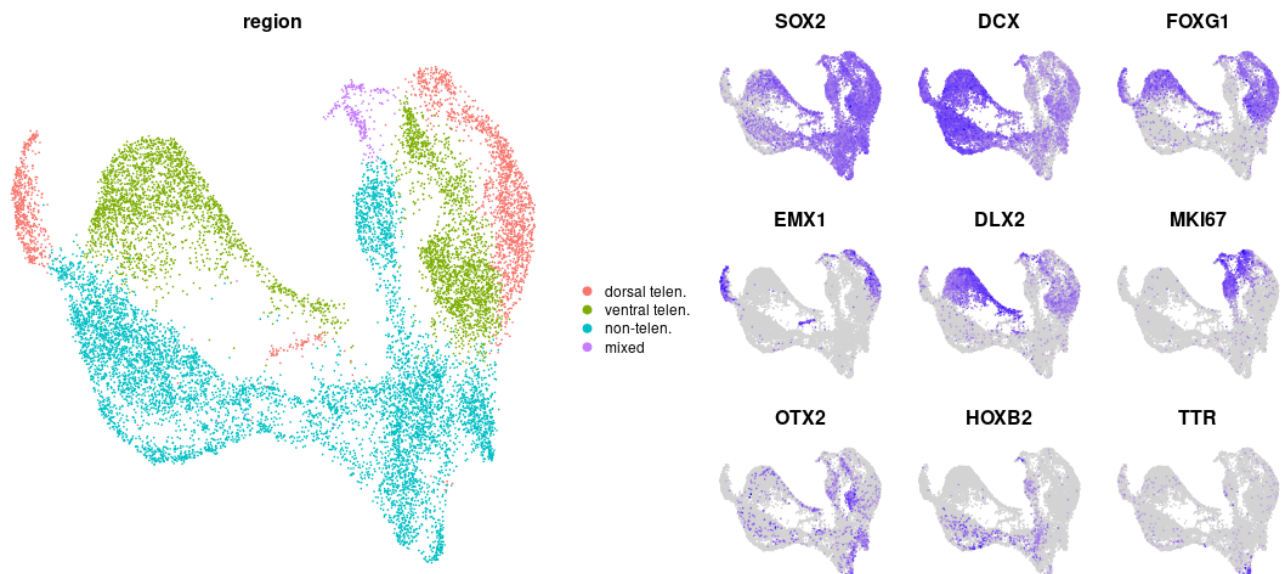 region
dorsal telen.
ventral telen.
non-telen.
mixed
SOX2
DCX
FOXG1
EMX1
DLX2
MKI67
OTX2
HOXB2
TTR